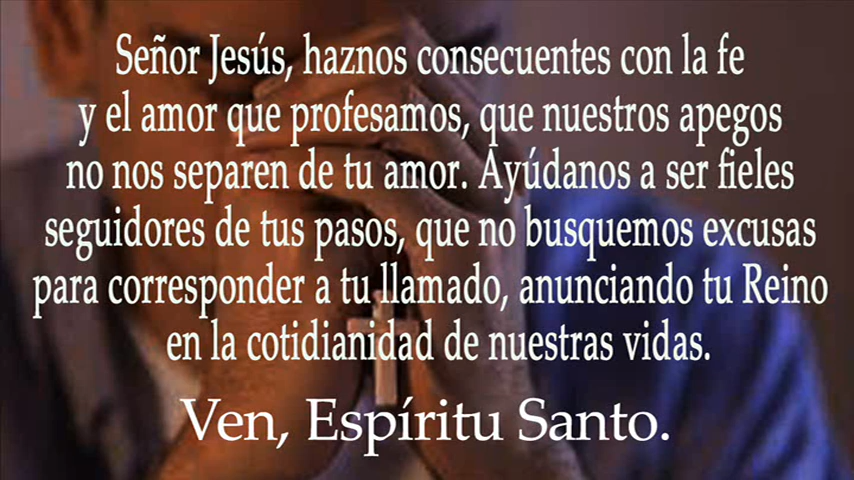 Señor Jesús, haznos consecuentes con la fe
y el amor que profesamos, que nuestros apegos
no nos separen de tu amor. Ayúdanos a ser fieles
seguidores de tus pasos, que no busquemos excusas
para corresponder a tu llamado, anunciando tu Reino
en la cotidianidad de nuestras vidas.
Ven, Espíritu Santo.